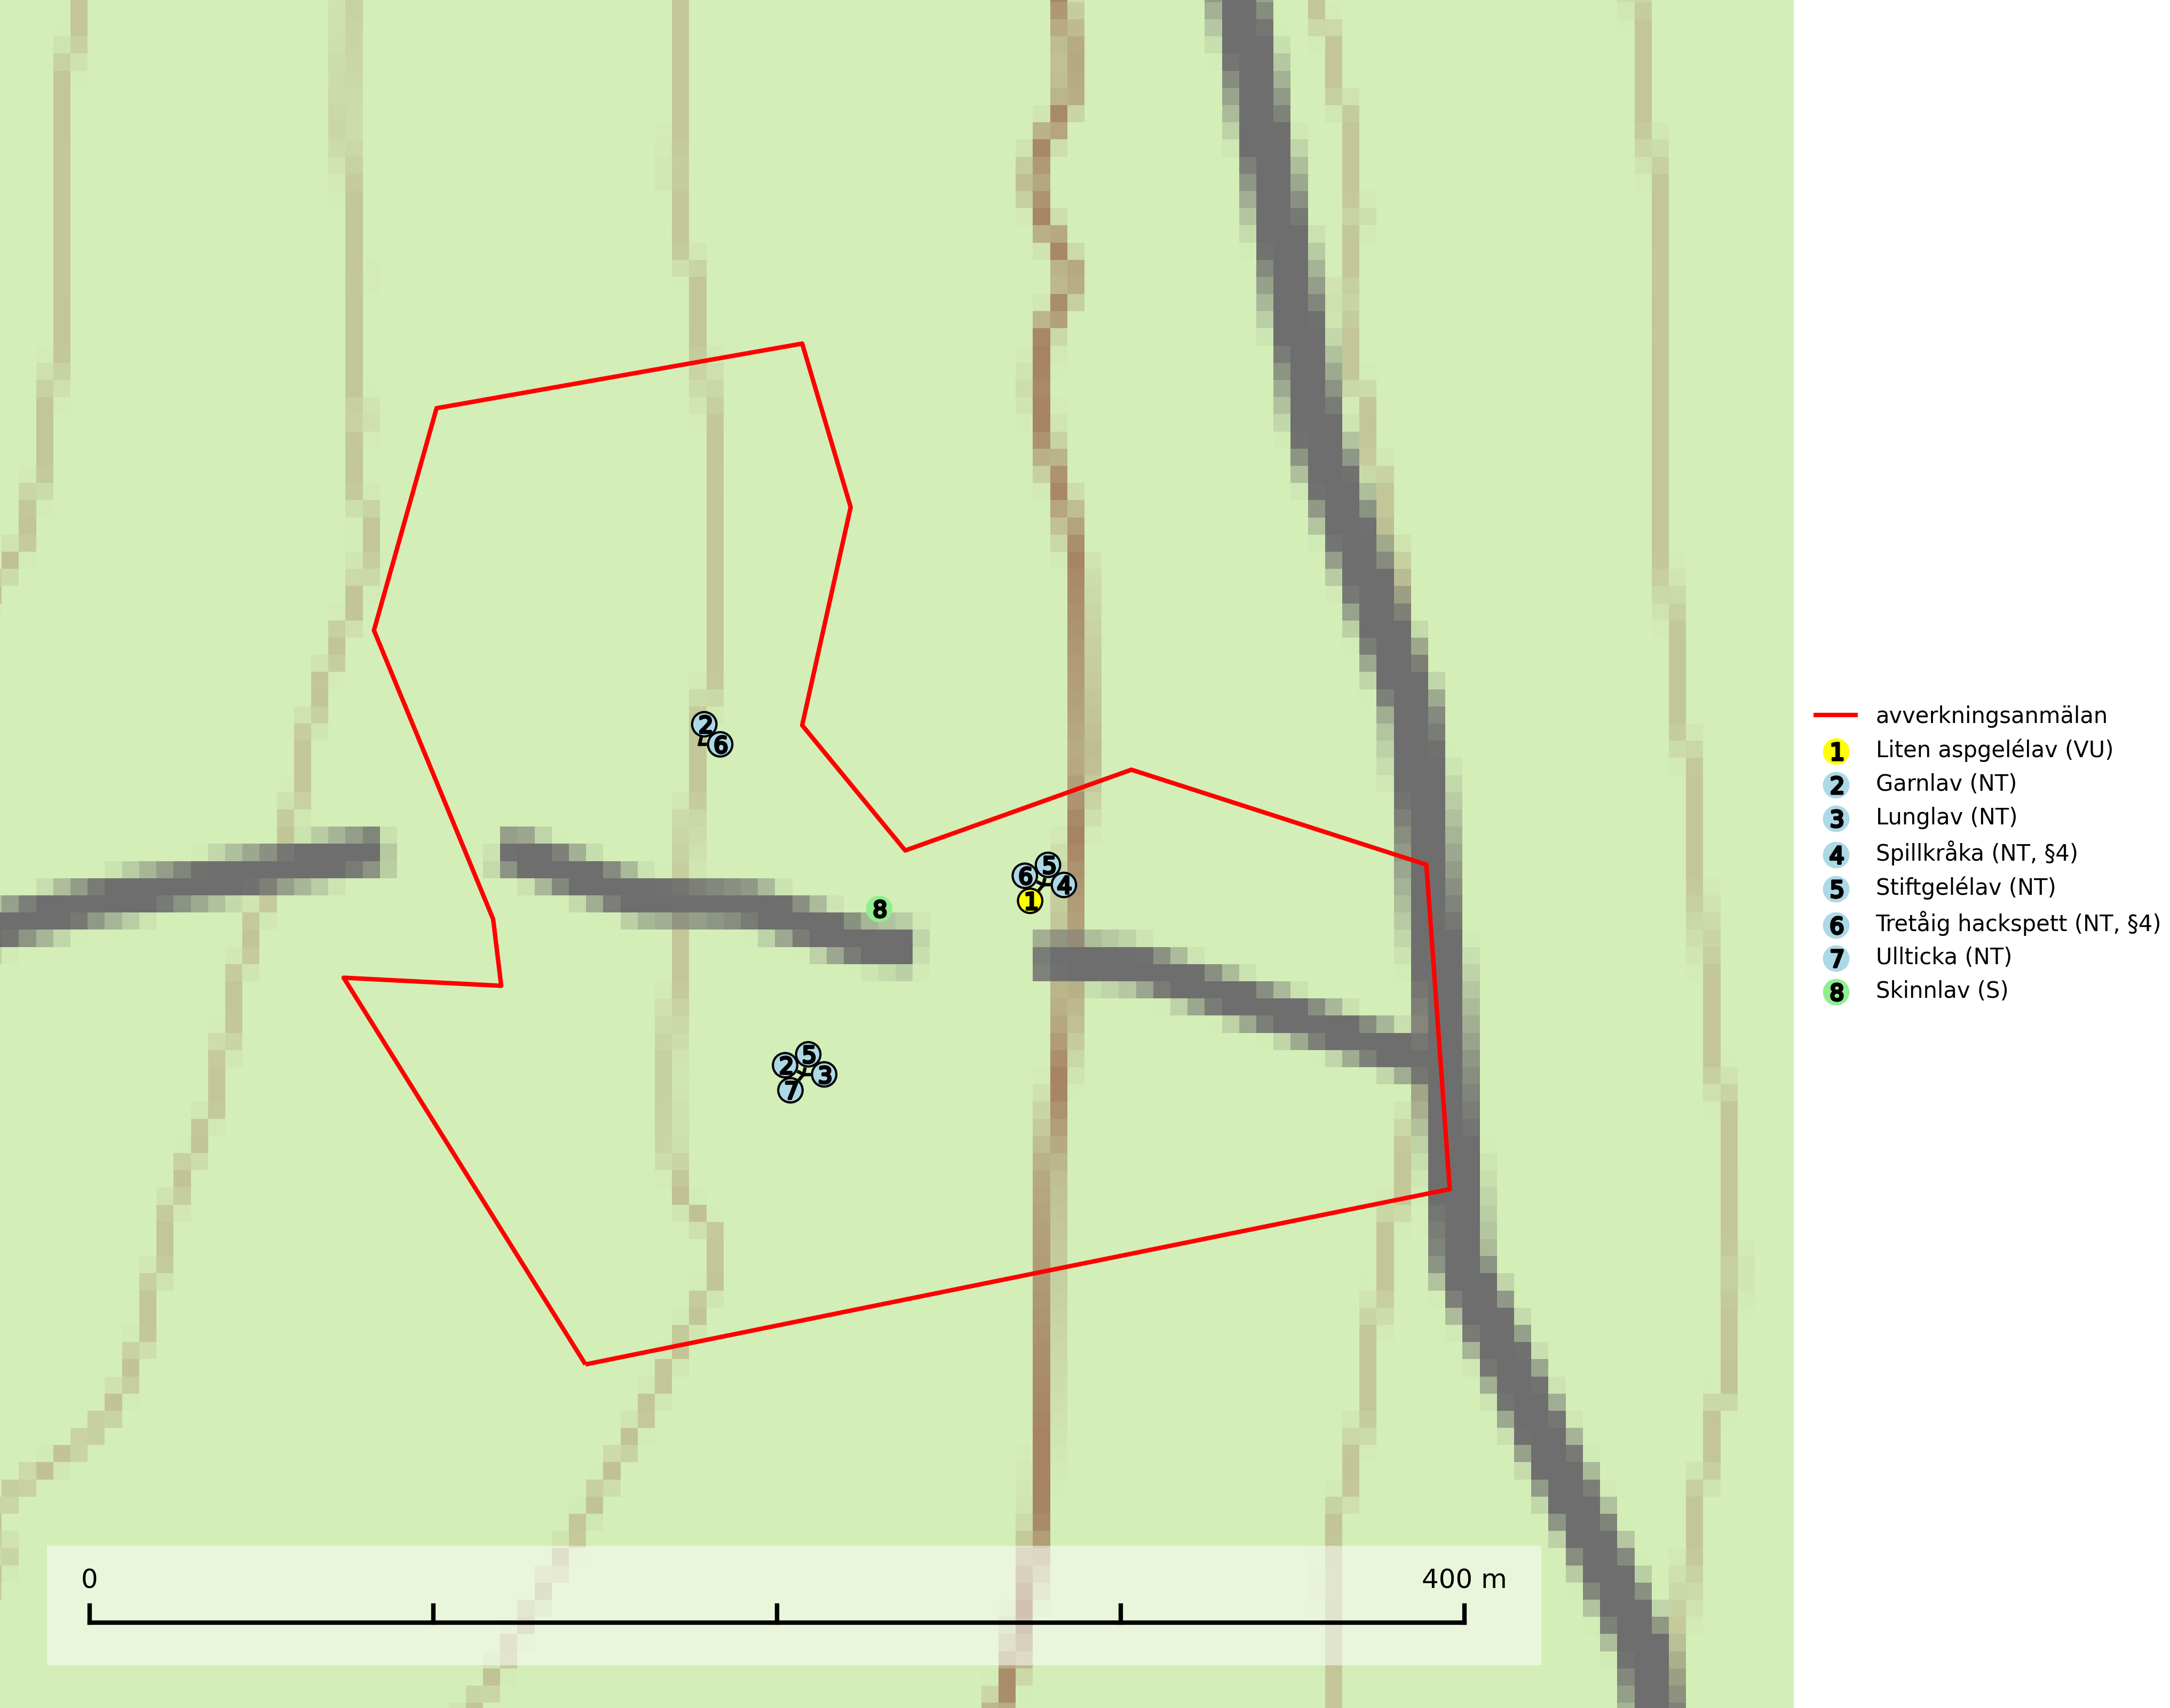 2
6
5
6
4
1
8
5
2
3
7
avverkningsanmälan
1 Liten aspgelélav (VU)
2 Garnlav (NT)
3 Lunglav (NT)
4 Spillkråka (NT, §4)
5 Stiftgelélav (NT)
6 Tretåig hackspett (NT, §4)
7 Ullticka (NT)
8 Skinnlav (S)
0 400 m